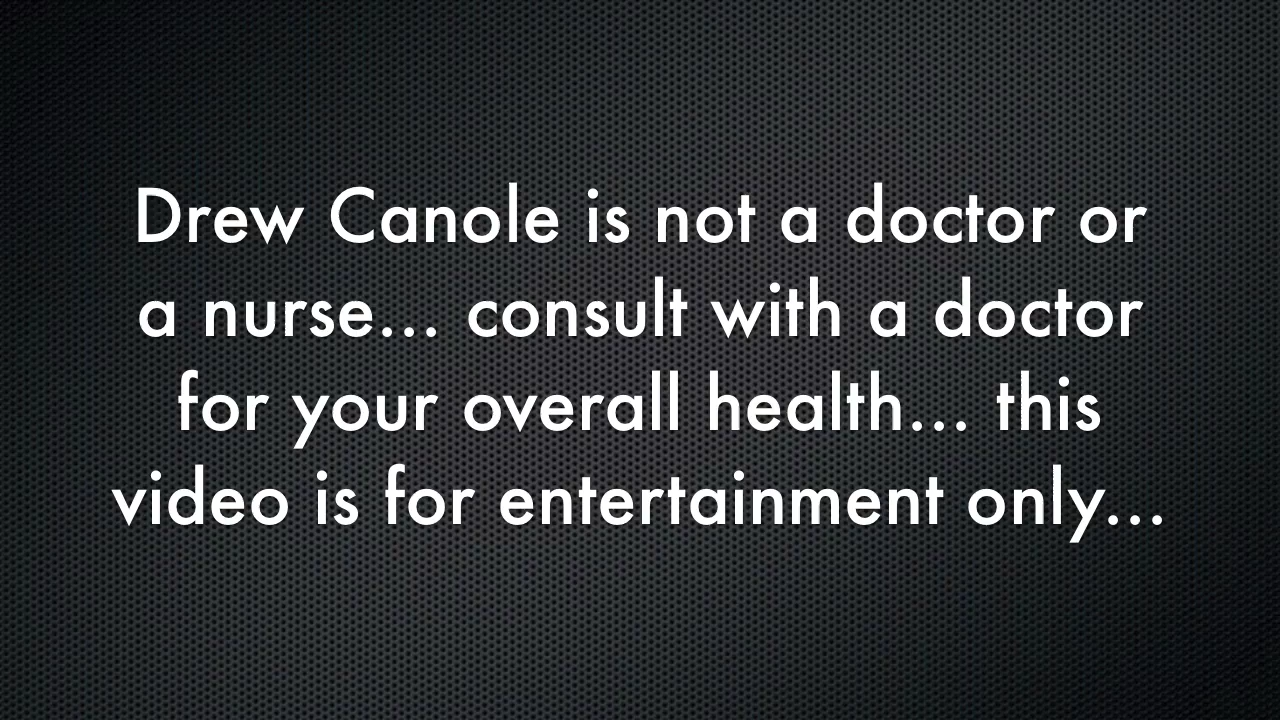 Drew Canole is not a doctor or
a nurse... consult with a doctor
for your overall health... this
video is for entertainment only...